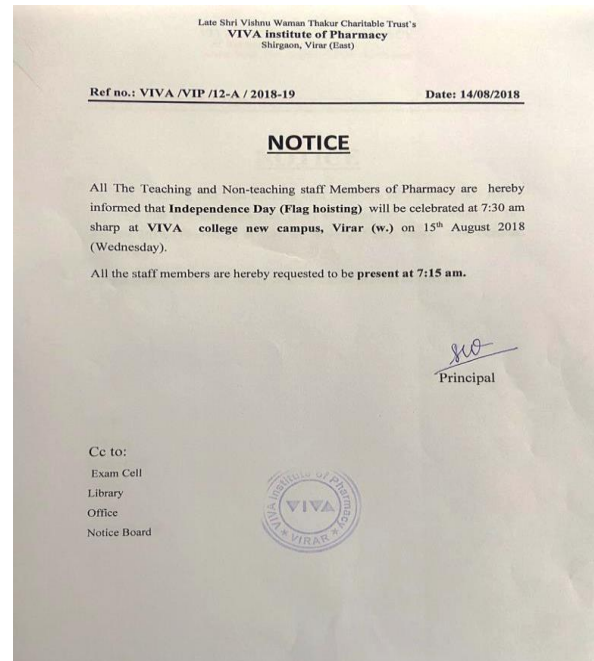 Late Shri Vishnu Waman Thakur Charitable Trust's
VIVA institute of Pharmacy
Shirgaon, Virar (East)
Ref no.: VIVA /VIP /12-A / 2018-19 Date: 14/08/2018
NOTICE
All The Teaching and Non-teaching staff Members of Pharmacy are hereby
informed that Independence Day (Flag hoisting) will be celebrated at 7:30 am
sharp at VIVA college new campus, Virar (w.) on 15th August 2018
(Wednesday).
All the staff members are hereby requested to be present at 7:15 am.
Principal
Cc to:
Exam Cell
Library
Office
Notice Board
VIVA Institute of Pharmacy
VIVA
VIRAR